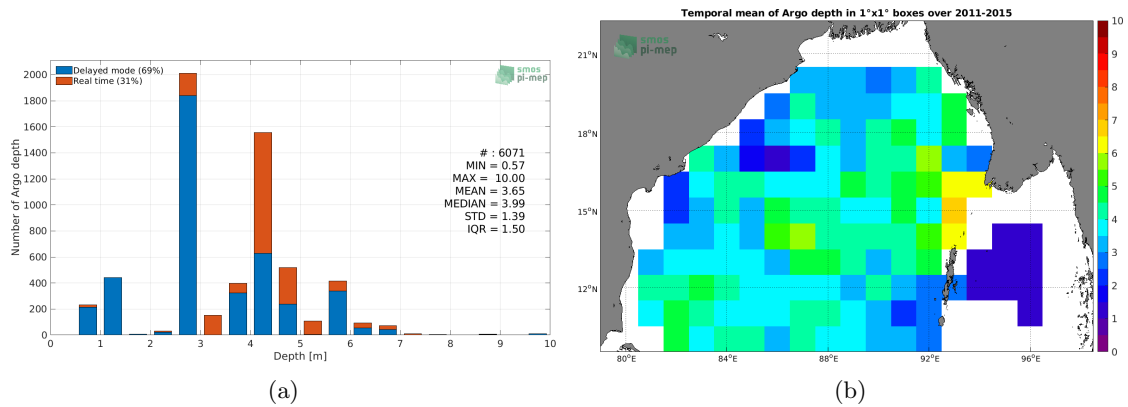 smos
pi-mep
Delayed mode (69%)
Real time (31%)
Number of Argo depth
2000
1800
1600
1400
1200
1000
800
600
400
200
0
# : 6071
MIN = 0.57
MAX = 10.00
MEAN = 3.65
MEDIAN = 3.99
STD = 1.39
IQR = 1.50
0 1 2 3 4 5 6 7 8 9 10
Depth [m]
(a)
Temporal mean of Argo depth in 1°x1° boxes over 2011-2015
smos
pi-mep
21°N
18°N
15°N
12°N
80°E 84°E 88°E 92°E 96°E
10
9
8
7
6
5
4
3
2
1
0
(b)